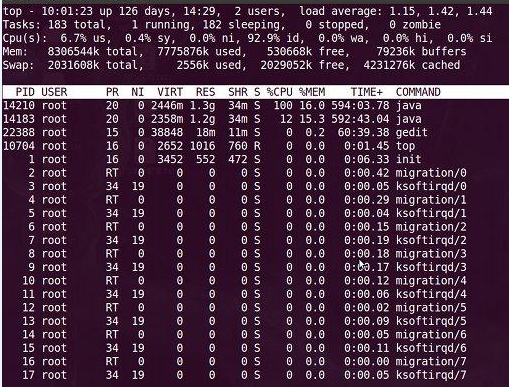 top - 10:01:23 up 126 days, 14:29, 2 users, load average: 1.15, 1.42, 1.44
Tasks: 183 total, 1 running, 182 sleeping, 0 stopped, 0 zombie
Cpu(s): 6.7% us, 0.4% sy, 0.0% ni, 92.9% id, 0.0% wa, 0.0% hi, 0.0% si
Mem: 8306544k total, 7775876k used, 530668k free, 79236k buffers
Swap: 2031608k total, 2556k used, 2029052k free, 4231276k cached
PID USER PR NI VIRT RES SHR S %CPU %MEM TIME+ COMMAND
14210 root 20 0 2446m 1.3g 34m S 100 16.0 594:03.78 java
14183 root 20 0 2358m 1.2g 34m S 12 15.3 592:43.04 java
22388 root 15 0 38848 18m 11m S 0 0.2 60:39.38 gedit
10704 root 16 0 2652 1016 760 R 0 0.0 0:01.45 top
1 root 16 0 3452 552 472 S 0 0.0 0:06.33 init
2 root RT 0 0 0 0 S 0 0.0 0:00.42 migration/0
3 root 34 19 0 0 0 S 0 0.0 0:00.05 ksoftirqd/0
4 root RT 0 0 0 0 S 0 0.0 0:00.29 migration/1
5 root 34 19 0 0 0 S 0 0.0 0:00.04 ksoftirqd/1
6 root RT 0 0 0 0 S 0 0.0 0:00.15 migration/2
7 root 34 19 0 0 0 S 0 0.0 0:00.19 ksoftirqd/2
8 root RT 0 0 0 0 S 0 0.0 0:00.18 migration/3
9 root 34 19 0 0 0 S 0 0.0 0:00.17 ksoftirqd/3
10 root RT 0 0 0 0 S 0 0.0 0:00.12 migration/4
11 root 34 19 0 0 0 S 0 0.0 0:00.06 ksoftirqd/4
12 root RT 0 0 0 0 S 0 0.0 0:00.02 migration/5
13 root 34 19 0 0 0 S 0 0.0 0:00.09 ksoftirqd/5
14 root RT 0 0 0 0 S 0 0.0 0:00.05 migration/6
15 root 34 19 0 0 0 S 0 0.0 0:00.11 ksoftirqd/6
16 root RT 0 0 0 0 S 0 0.0 0:00.00 migration/7
17 root 34 19 0 0 0 S 0 0.0 0:00.05 ksoftirqd/7